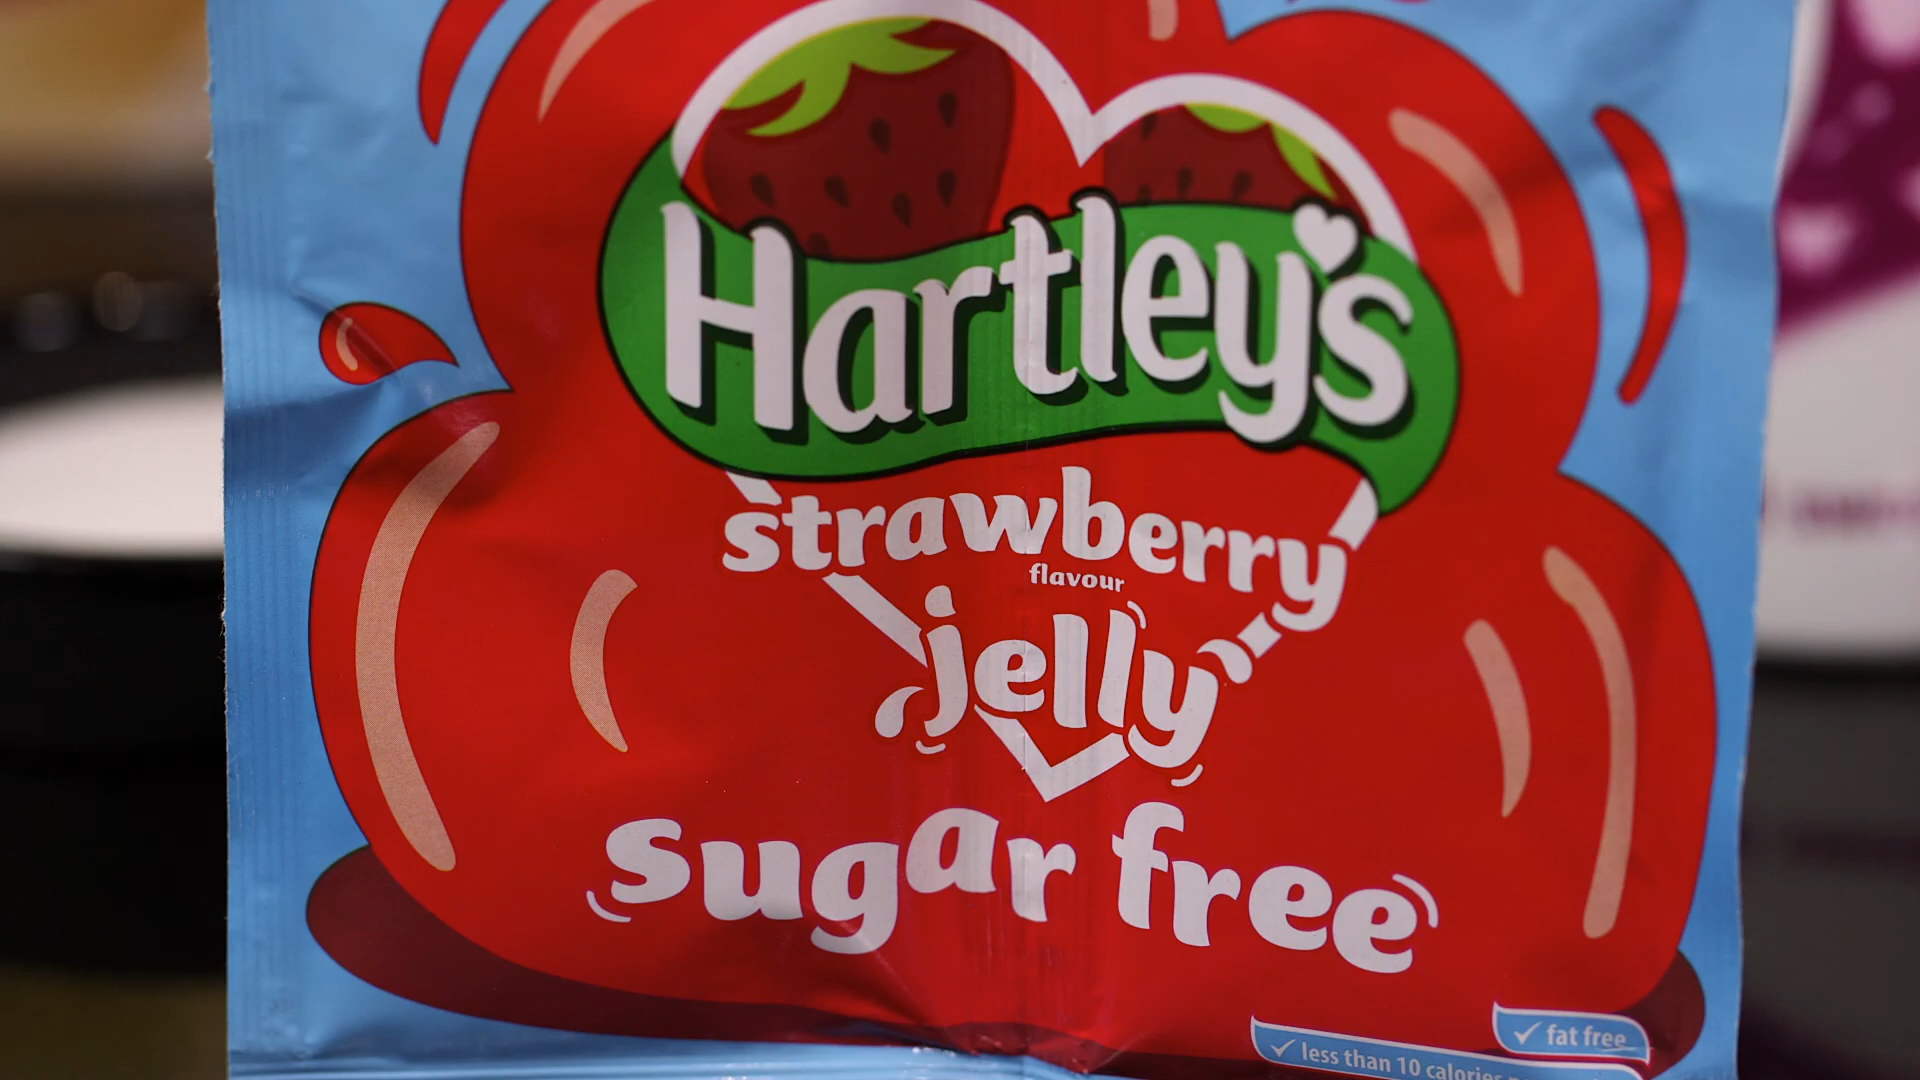 Hartley's
strawberry
flavour
jelly
sugar free
fat free
less than 10 calories